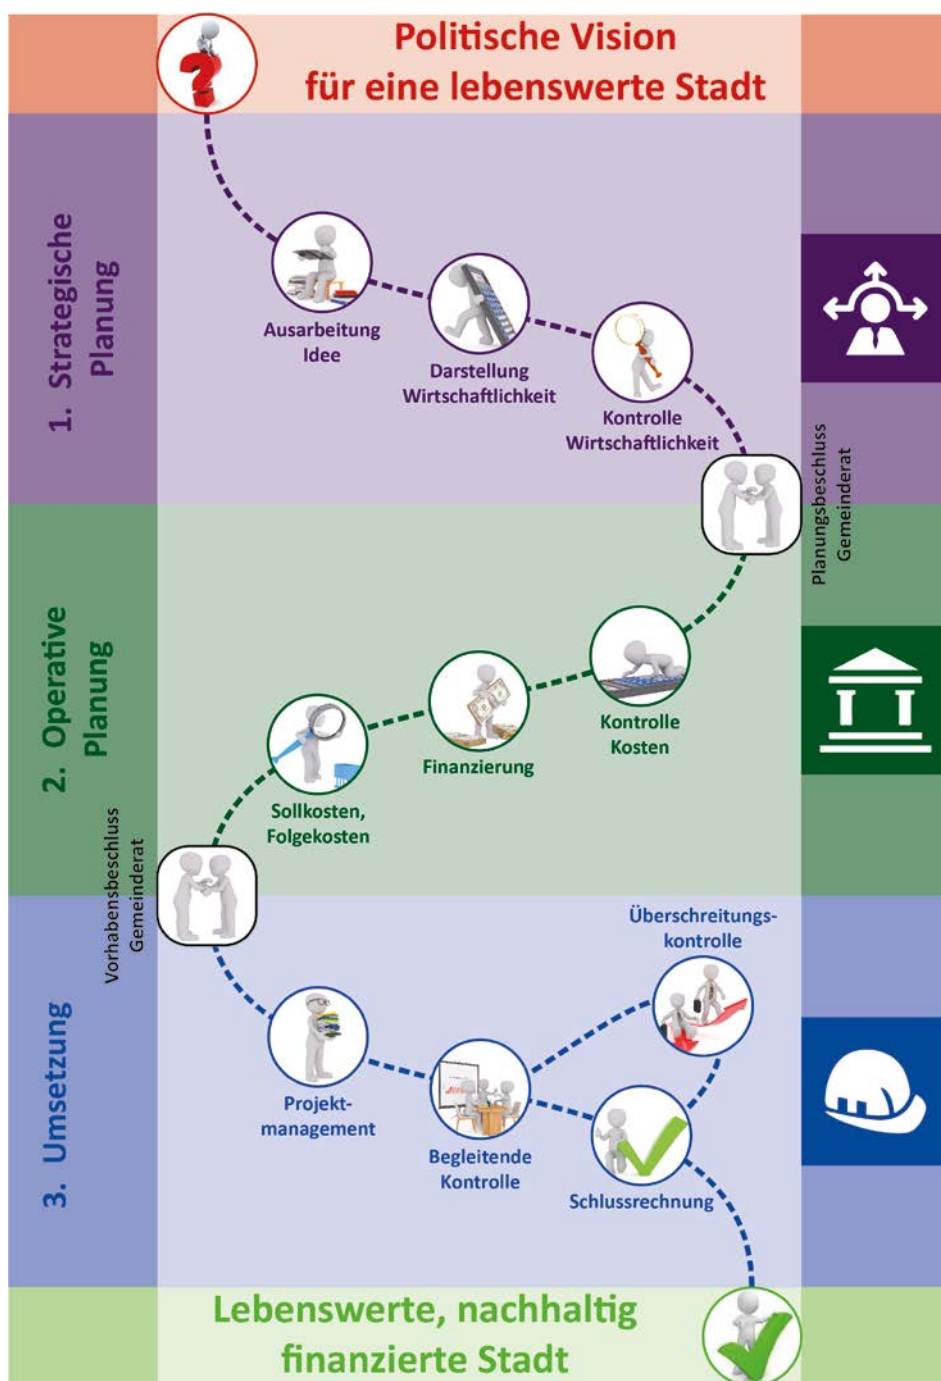 Politische Vision
für eine lebenswerte Stadt
1. Strategische
Planung
Ausarbeitung
Idee
Darstellung
Wirtschaftlichkeit
Kontrolle
Wirtschaftlichkeit
Planungsbeschluss
Gemeinderat
2. Operative
Planung
Kontrolle
Kosten
Finanzierung
Sollkosten,
Folgekosten
Vorhabensbeschluss
Gemeinderat
3. Umsetzung
Projekt-
management
Begleitende
Kontrolle
Überschreitungs-
kontrolle
Schlussrechnung
Lebenswerte, nachhaltig
finanzierte Stadt